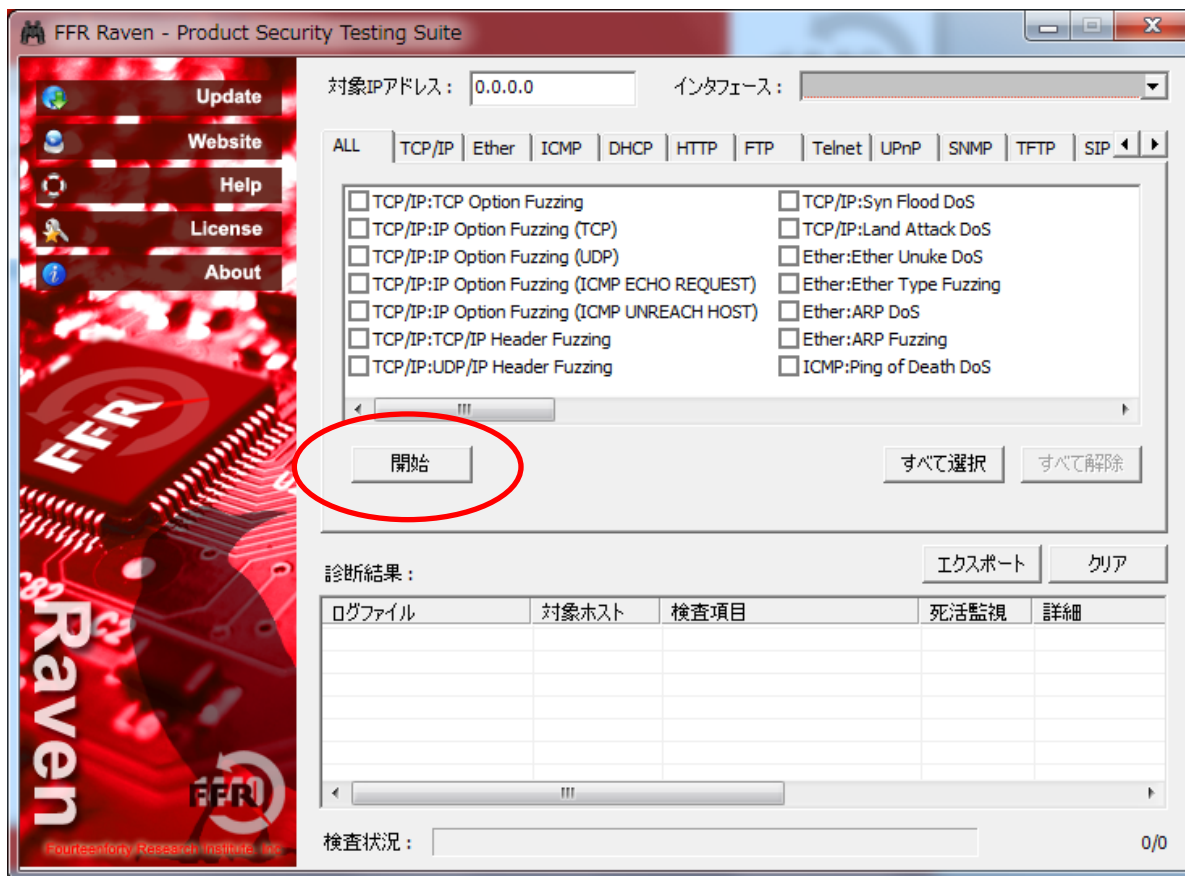 FFR Raven - Product Security Testing Suite
Update
Website
Help
License
About
FFR
Raven
FFRI
Fourteenforty Research Institute, Inc.
対象IPアドレス： 0.0.0.0 インタフェース：
ALL TCP/IP Ether ICMP DHCP HTTP FTP Telnet UPnP SNMP TFTP SIP
TCP/IP:TCP Option Fuzzing TCP/IP:Syn Flood DoS
TCP/IP:IP Option Fuzzing (TCP) TCP/IP:Land Attack DoS
TCP/IP:IP Option Fuzzing (UDP) Ether:Ether Unuke DoS
TCP/IP:IP Option Fuzzing (ICMP ECHO REQUEST) Ether:Ether Type Fuzzing
TCP/IP:IP Option Fuzzing (ICMP UNREACH HOST) Ether:ARP DoS
TCP/IP:TCP/IP Header Fuzzing Ether:ARP Fuzzing
TCP/IP:UDP/IP Header Fuzzing ICMP:Ping of Death DoS
開始 すべて選択 すべて解除
診断結果： エクスポート クリア
ログファイル 対象ホスト 検査項目 死活監視 詳細
検査状況： 0/0